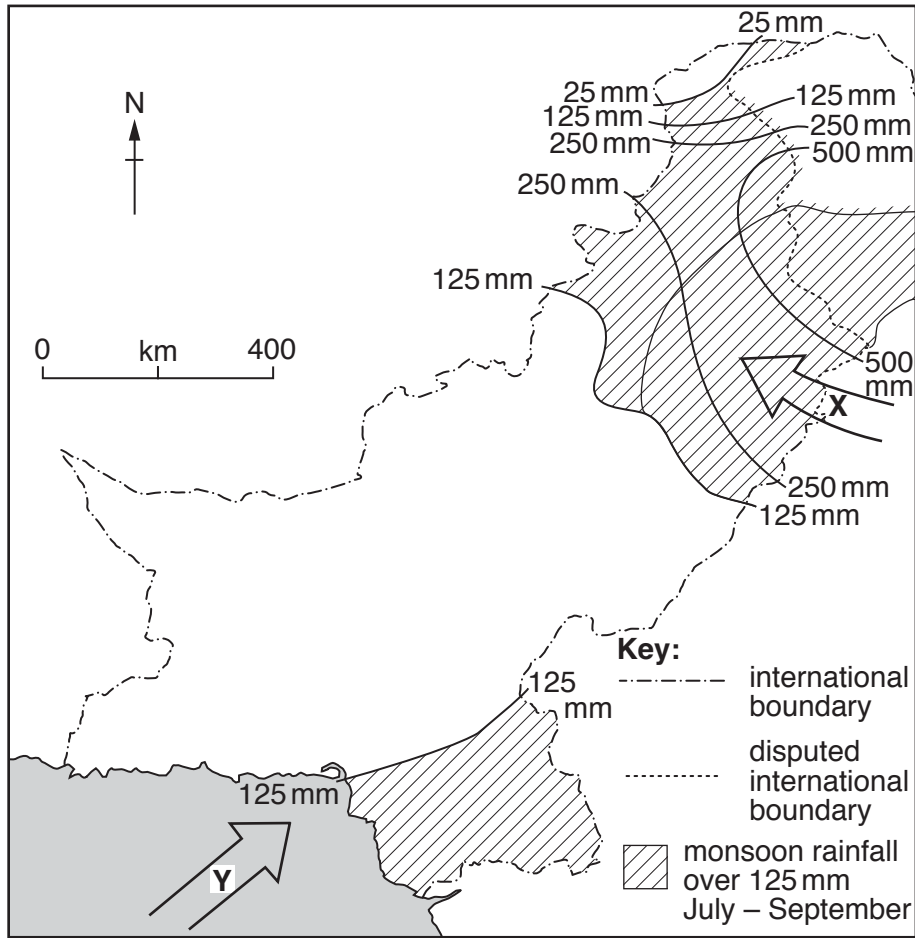 25 mm
N
25 mm
125 mm
125 mm
250 mm
250 mm
500 mm
250 mm
125 mm
0 km 400
500
mm
X
250 mm
125 mm
Key:
international
boundary
disputed
international
boundary
monsoon rainfall
over 125 mm
July – September
125
mm
125 mm
Y